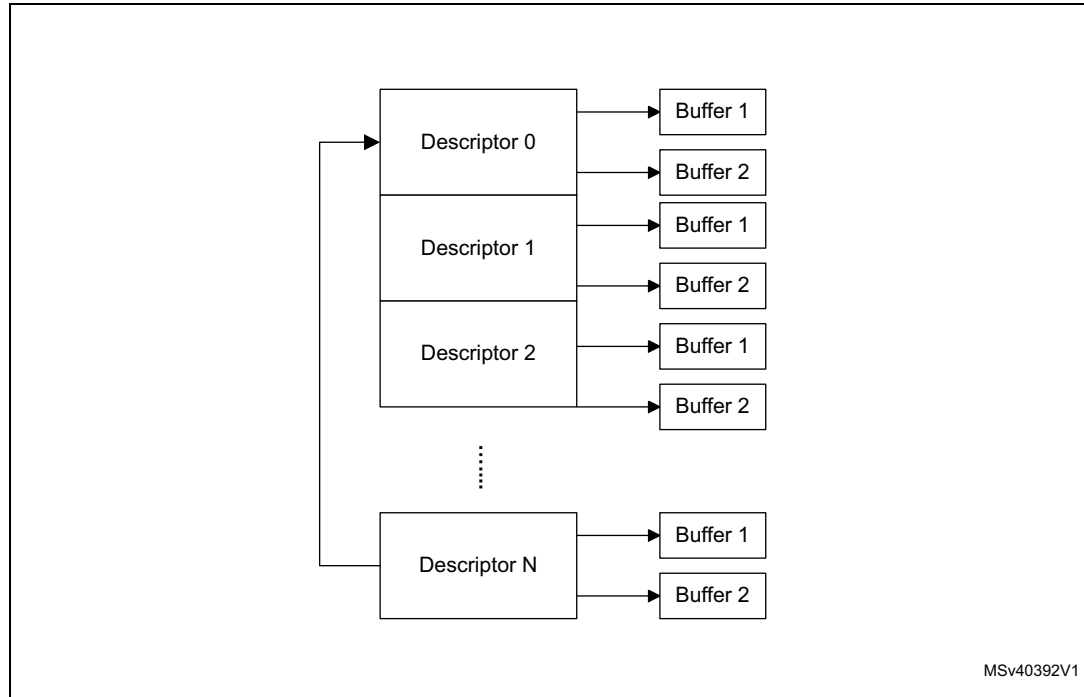 Descriptor 0
Buffer 1
Buffer 2
Descriptor 1
Buffer 1
Buffer 2
Descriptor 2
Buffer 1
Buffer 2
Descriptor N
Buffer 1
Buffer 2
MSv40392V1